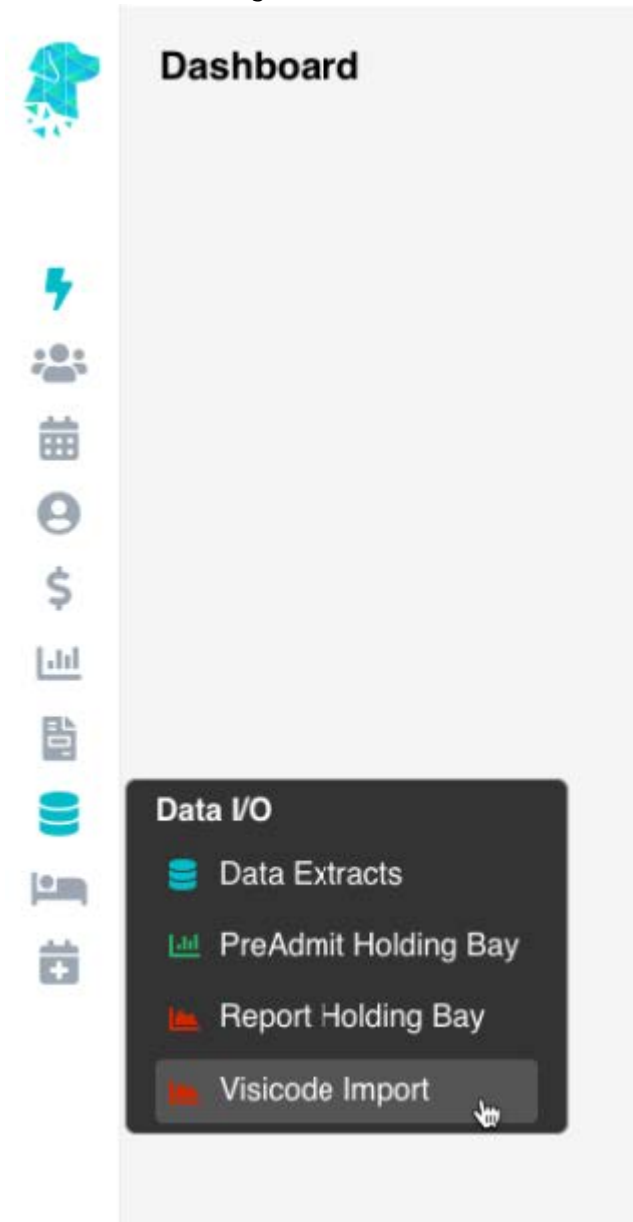 Dashboard
Data I/O
Data Extracts
PreAdmit Holding Bay
Report Holding Bay
Visicode Import